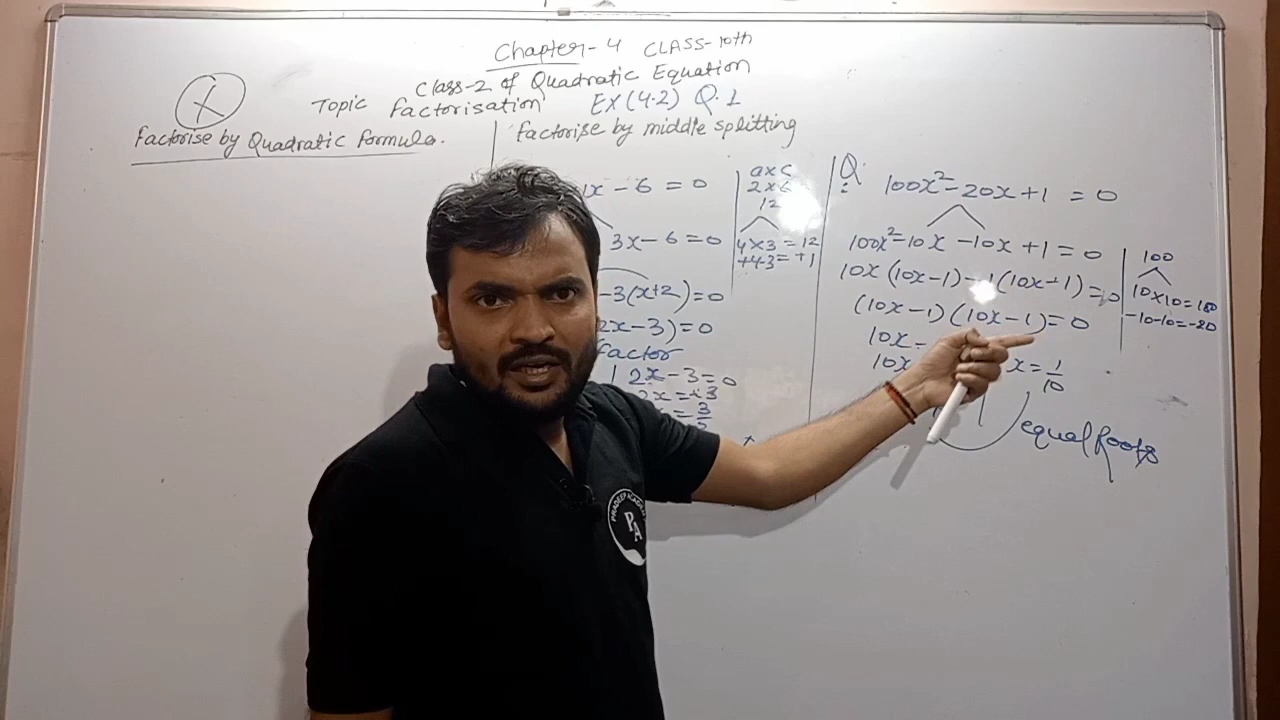 Chapter-4 CLASS-10th
Class-2 of Quadratic Equation
Topic Factorisation EX (4.2) Q.1
X
Factorise by Quadratic Formula.
Factorise by middle splitting
x - 6 = 0
3x - 6 = 0
-3(x+2) = 0
2x - 3) = 0
Factor
2x - 3 = 0
2x = +3
= 3
a x c
2 x 6
12
4 x 3 = 12
+4-3 = +1
Q:
100x² - 20x + 1 = 0
100x² - 10x - 10x + 1 = 0
10x (10x-1) - 1 (10x+1) = 0
(10x-1) (10x-1) = 0
10x -
10x
x = 1/10
equal Roots
100
10 x 10 = 100
-10-10 = -20
PRADEEP ACADEMY
PA